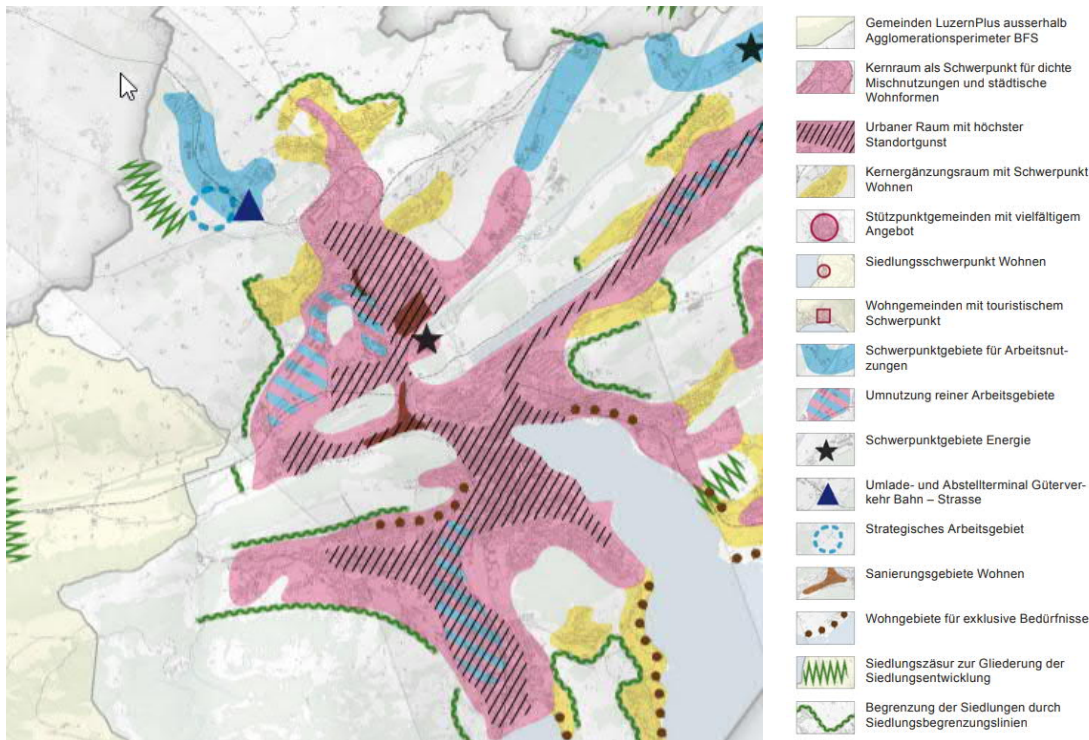 Gemeinden LuzernPlus ausserhalb
Agglomerationsperimeter BFS
Kernraum als Schwerpunkt für dichte
Mischnutzungen und städtische
Wohnformen
Urbaner Raum mit höchster
Standortgunst
Kernergänzungsraum mit Schwerpunkt
Wohnen
Stützpunktgemeinden mit vielfältigem
Angebot
Siedlungsschwerpunkt Wohnen
Wohngemeinden mit touristischem
Schwerpunkt
Schwerpunktgebiete für Arbeitsnut-
zungen
Umnutzung reiner Arbeitsgebiete
Schwerpunktgebiete Energie
Umlade- und Abstellterminal Güterver-
kehr Bahn – Strasse
Strategisches Arbeitsgebiet
Sanierungsgebiete Wohnen
Wohngebiete für exklusive Bedürfnisse
Siedlungszäsur zur Gliederung der
Siedlungsentwicklung
Begrenzung der Siedlungen durch
Siedlungsbegrenzungslinien